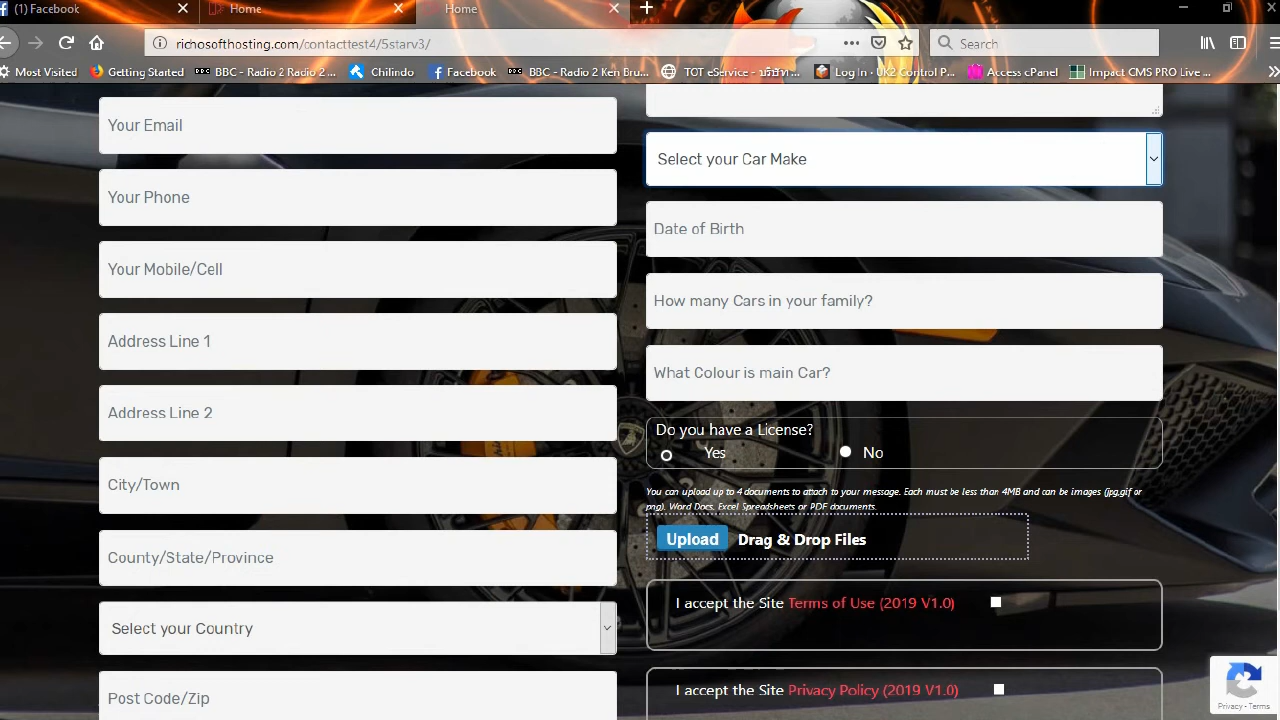 (1) Facebook
Home
Home
richosofthosting.com/contacttest4/5starv3/
Search
Most Visited
Getting Started
BBC - Radio 2 Radio 2 ...
Chilindo
Facebook
BBC - Radio 2 Ken Bru...
TOT eService - บริษัท ...
Log In · UK2 Control P...
Access cPanel
Impact CMS PRO Live ...
Your Email
Your Phone
Your Mobile/Cell
Address Line 1
Address Line 2
City/Town
County/State/Province
Select your Country
Post Code/Zip
Select your Car Make
Date of Birth
How many Cars in your family?
What Colour is main Car?
Do you have a License?
Yes No
You can upload up to 4 documents to attach to your message. Each must be less than 4MB and can be images (jpg,gif or
png), Word Docs, Excel Spreadsheets or PDF documents.
Upload Drag & Drop Files
I accept the Site Terms of Use (2019 V1.0)
I accept the Site Privacy Policy (2019 V1.0)
Privacy - Terms